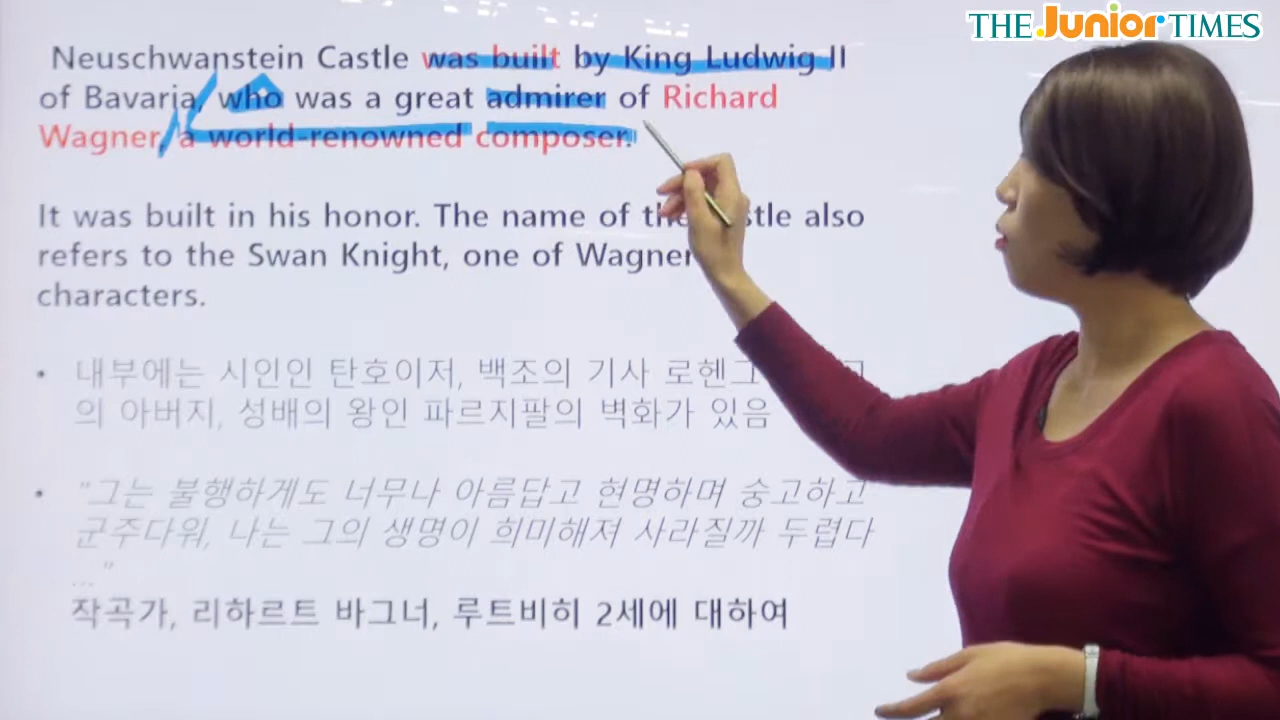 THE Junior TIMES
Neuschwanstein Castle was built by King Ludwig II
of Bavaria, who was a great admirer of Richard
Wagner, a world-renowned composer.
It was built in his honor. The name of the also
refers to the Swan Knight, one of Wagner
characters.
• 내부에는 시인인 탄호이저, 백조의 기사
의 아버지, 성배의 왕인 파르지팔의 벽화가 있음
• "그는 불행하게도 너무나 아름답고 현명하며 숭고하고
군주다워, 나는 그의 생명이 희미해져 사라질까 두렵다
..."
작곡가, 리하르트 바그너, 루트비히 2세에 대하여